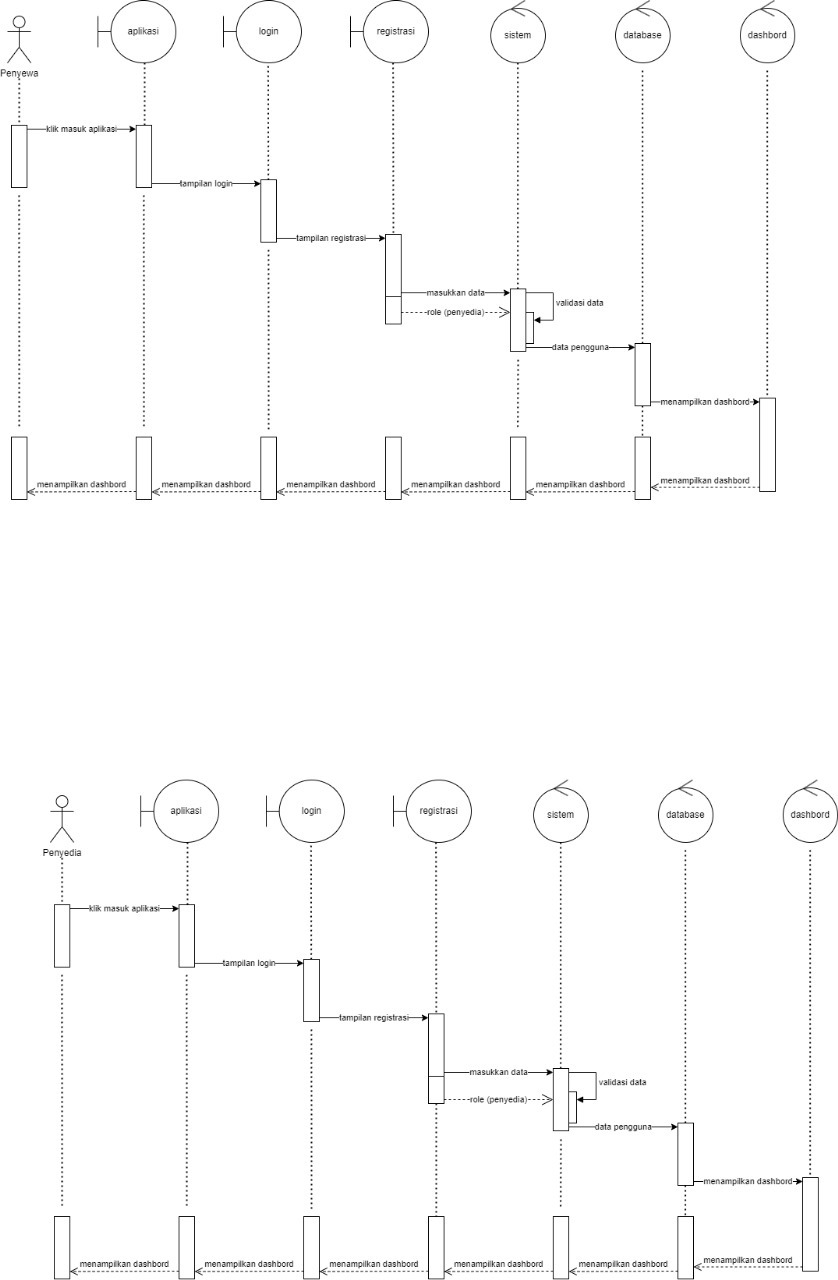 aplikasi
login
registrasi
sistem
database
dashbord
Penyewa
klik masuk aplikasi
tampilan login
tampilan registrasi
masukkan data
validasi data
role (penyedia)
data pengguna
menampilkan dashbord
menampilkan dashbord
menampilkan dashbord
menampilkan dashbord
menampilkan dashbord
menampilkan dashbord
menampilkan dashbord
aplikasi
login
registrasi
sistem
database
dashbord
Penyedia
klik masuk aplikasi
tampilan login
tampilan registrasi
masukkan data
validasi data
role (penyedia)
data pengguna
menampilkan dashbord
menampilkan dashbord
menampilkan dashbord
menampilkan dashbord
menampilkan dashbord
menampilkan dashbord
menampilkan dashbord